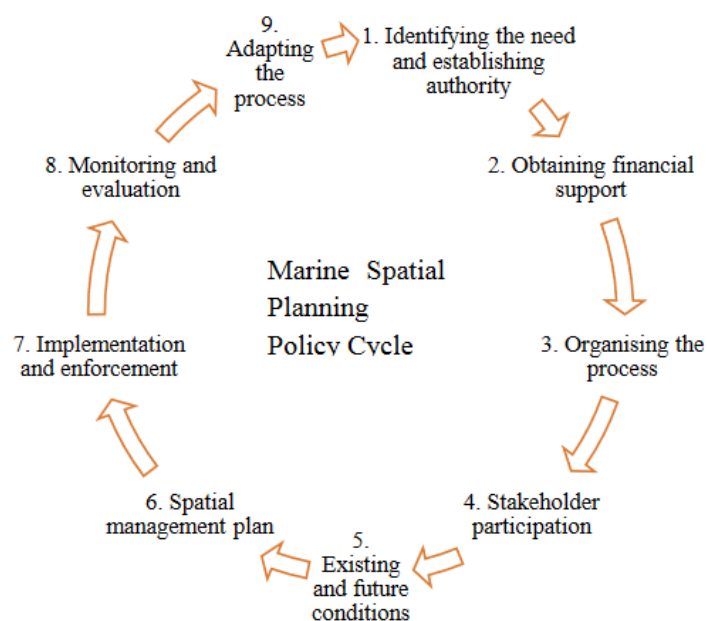 1. Identifying the need
and establishing
authority
2. Obtaining financial
support
3. Organising the
process
4. Stakeholder
participation
5.
Existing
and future
conditions
6. Spatial
management plan
7. Implementation
and enforcement
8. Monitoring and
evaluation
9.
Adapting
the
process
Marine Spatial
Planning
Policy Cycle